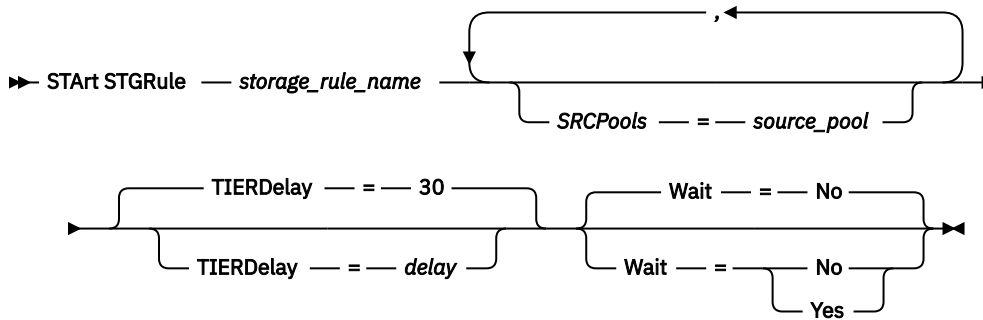 ,
STArt STGRule storage_rule_name
SRCPools = source_pool
TIERDelay = 30 Wait = No
TIERDelay = delay Wait = No
Yes